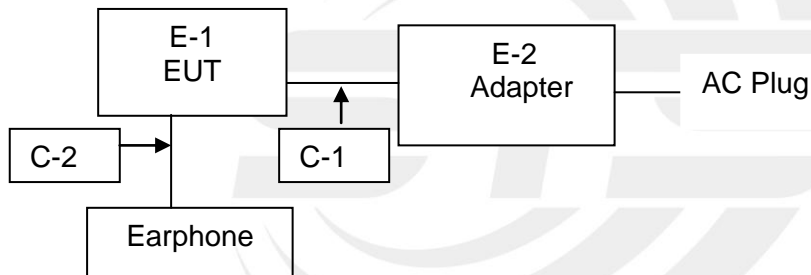 E-1
EUT
E-2
Adapter
AC Plug
C-2
C-1
Earphone